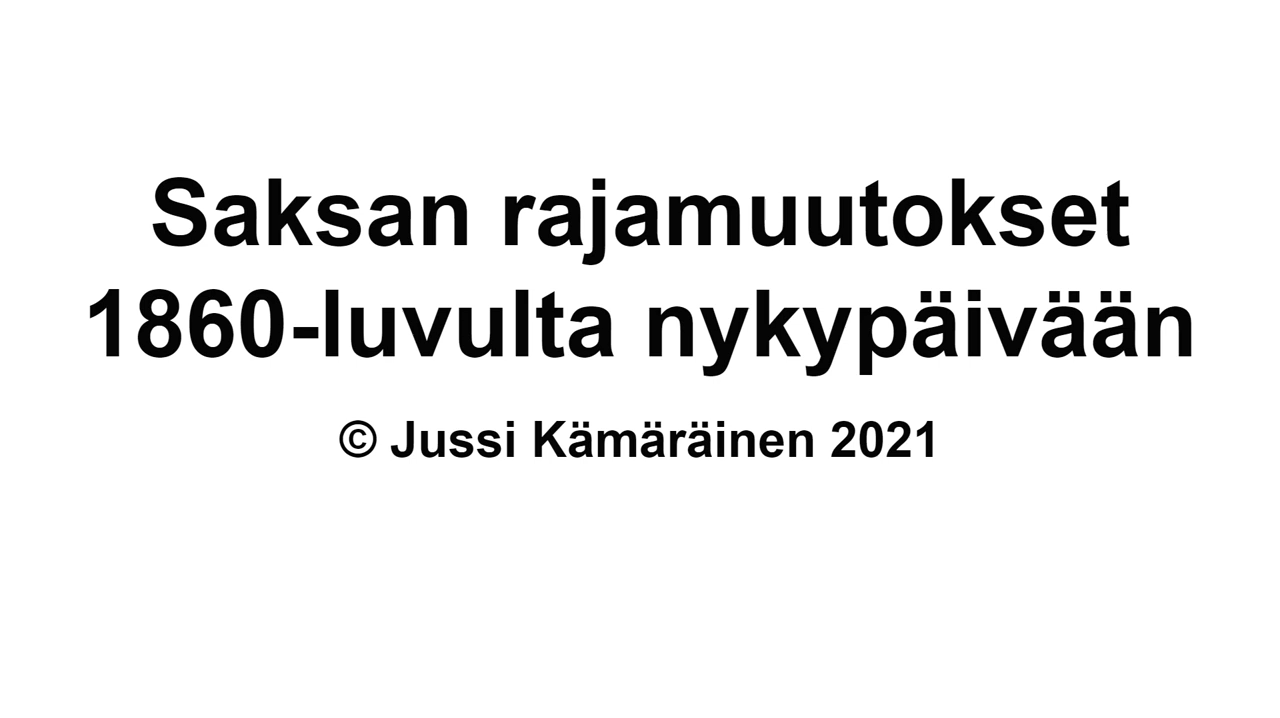 Saksan rajamuutokset
1860-luvulta nykypäivään
© Jussi Kämäräinen 2021